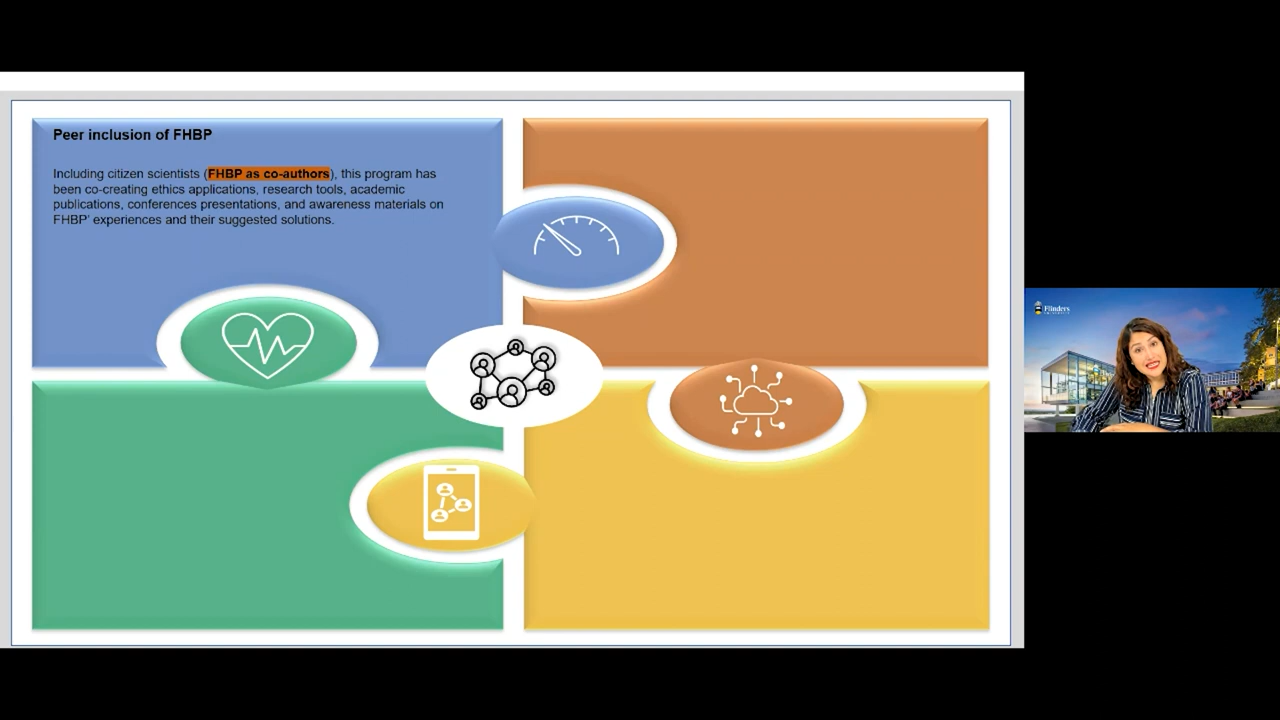 Peer inclusion of FHBP
Including citizen scientists (FHBP as co-authors), this program has
been co-creating ethics applications, research tools, academic
publications, conferences presentations, and awareness materials on
FHBP' experiences and their suggested solutions.
Flinders
UNIVERSITY